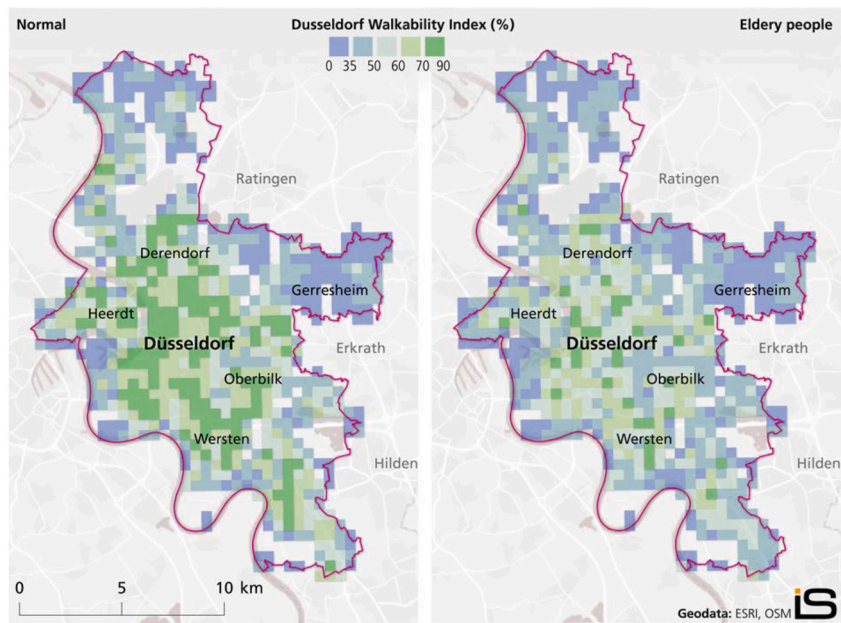 Normal
Dusseldorf Walkability Index (%)
Eldery people
0 35 50 60 70 90
Ratingen
Derendorf
Gerresheim
Heerdt
Düsseldorf
Erkrath
Oberbilk
Wersten
Hilden
0 5 10 km
Ratingen
Derendorf
Gerresheim
Heerdt
Düsseldorf
Erkrath
Oberbilk
Wersten
Hilden
Geodata: ESRI, OSM
iS